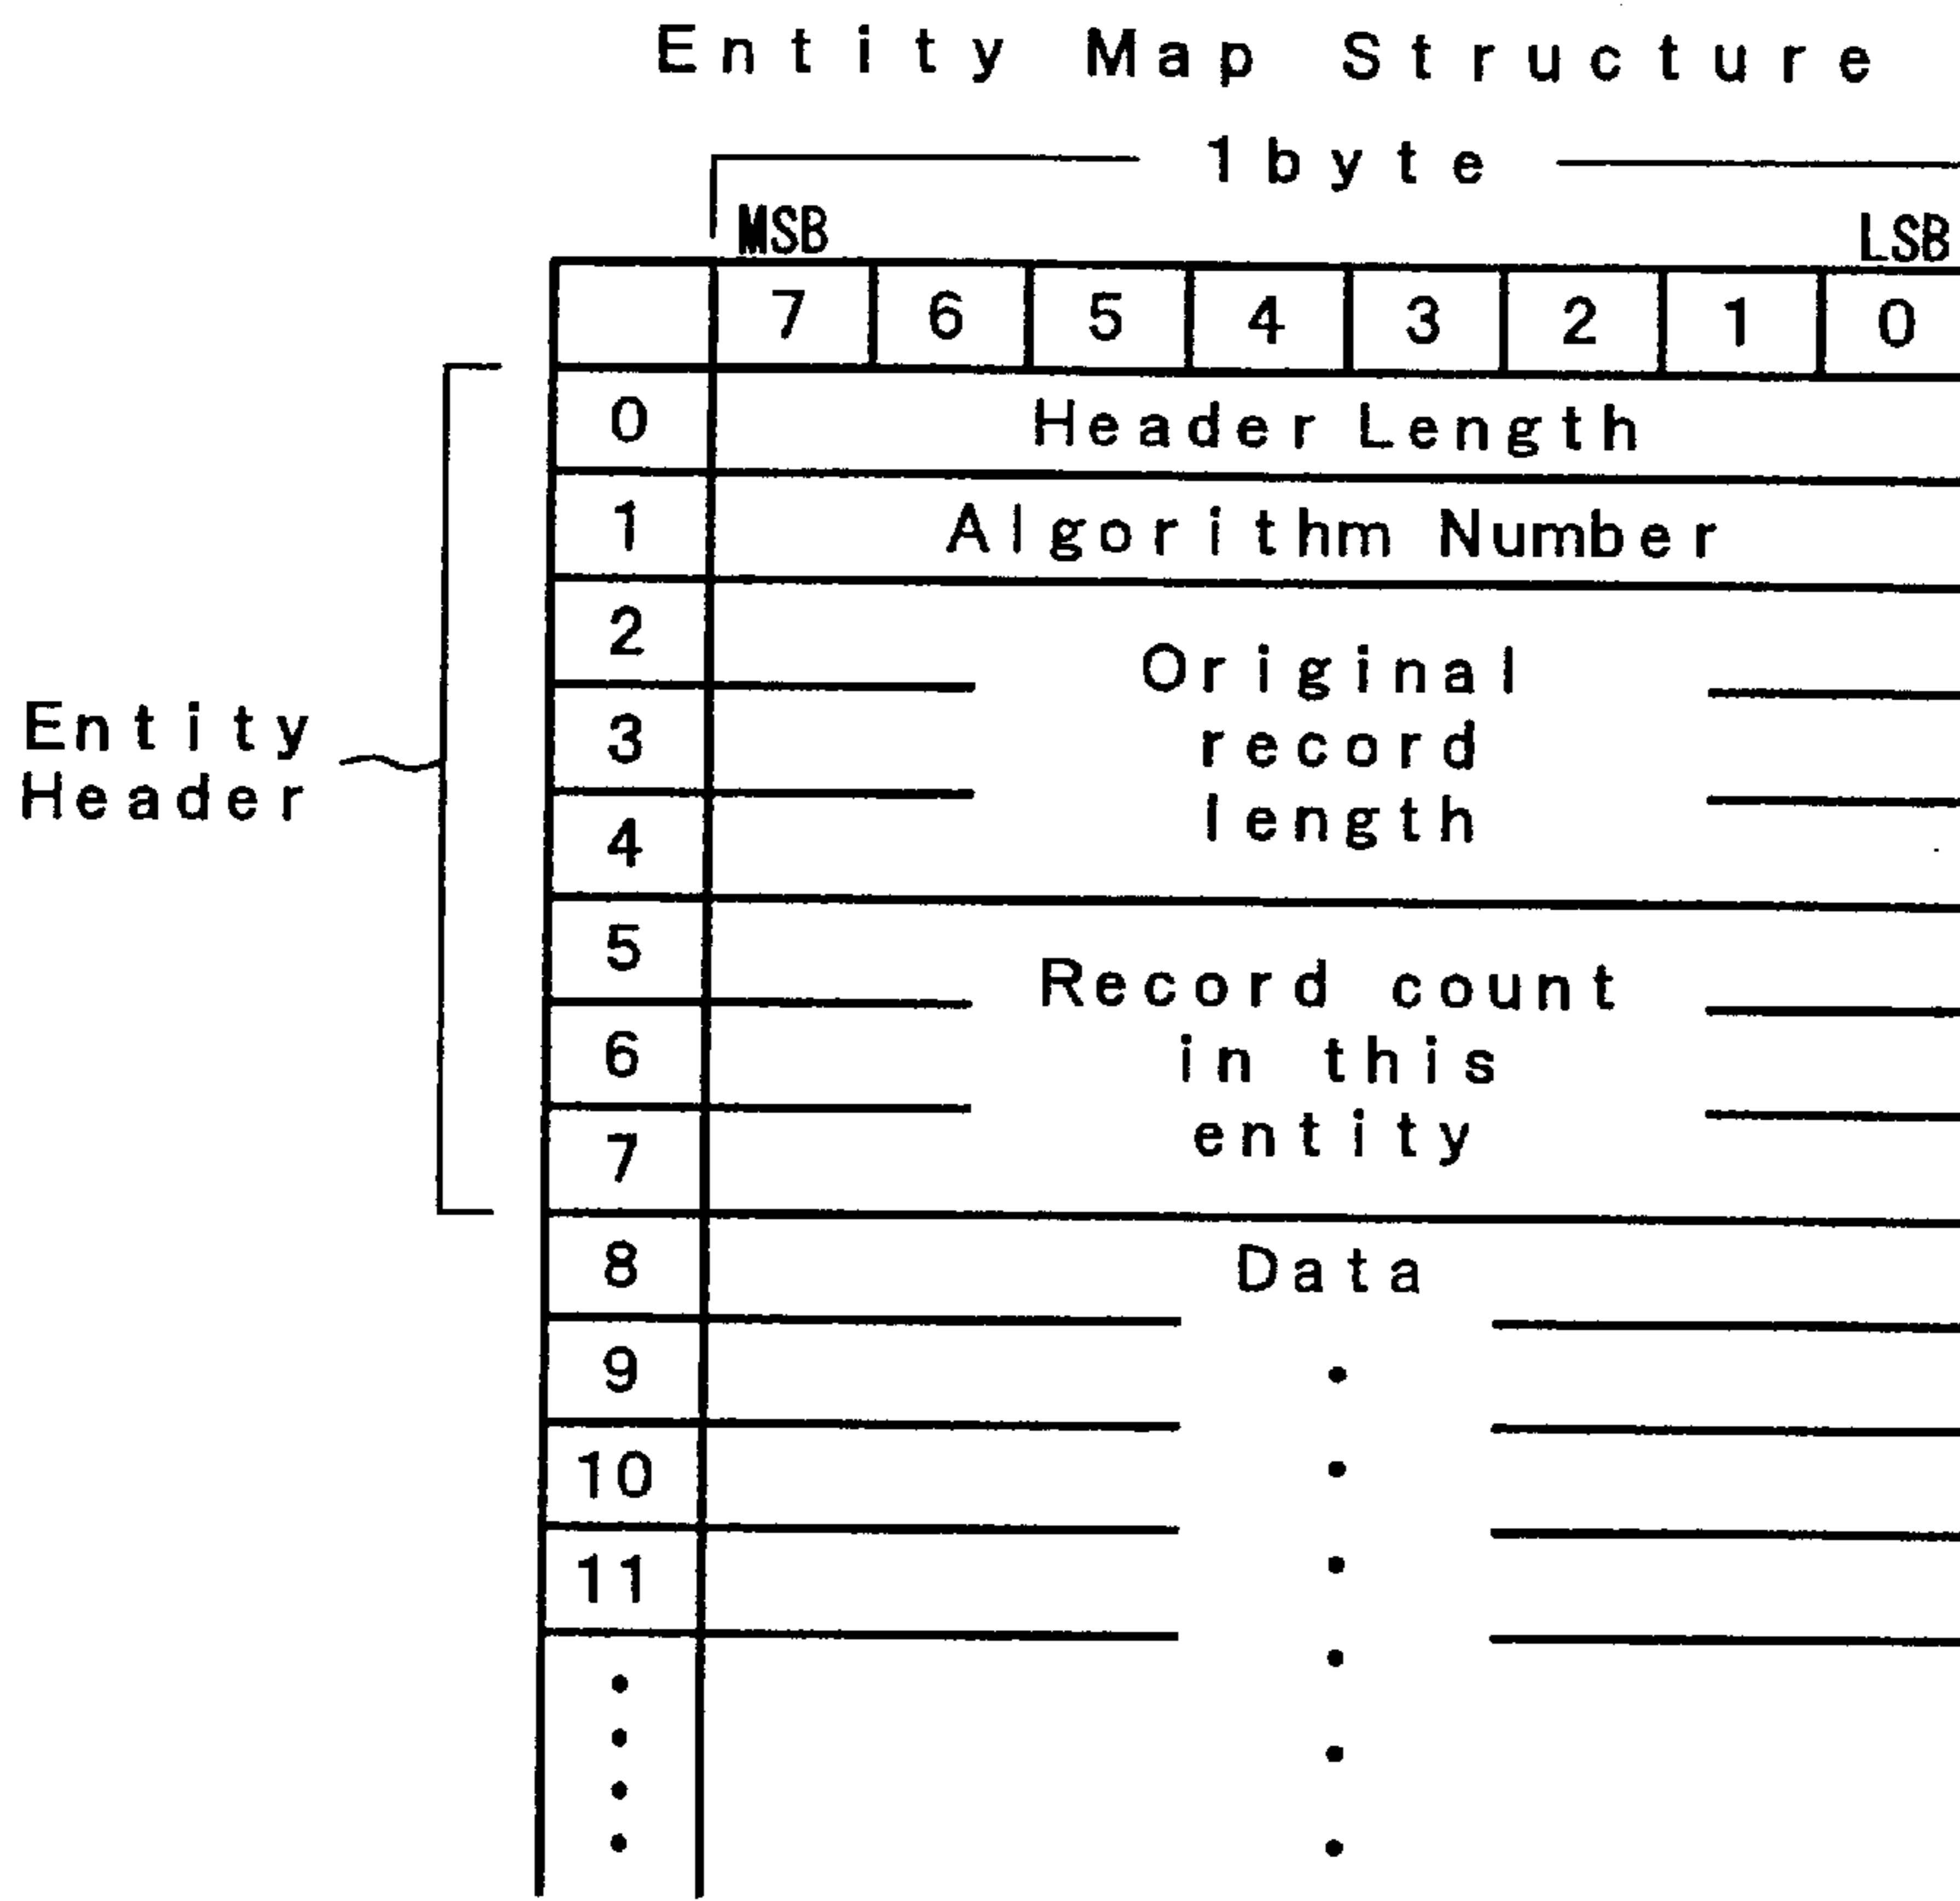 Entity Map Structure
1byte
MSB LSB
7 6 5 4 3 2 1 0
0 Header Length
1 Algorithm Number
2
Original
3 record
4 length
5
Record count
6 in this
7 entity
Entity
Header
8 Data
9
10
11